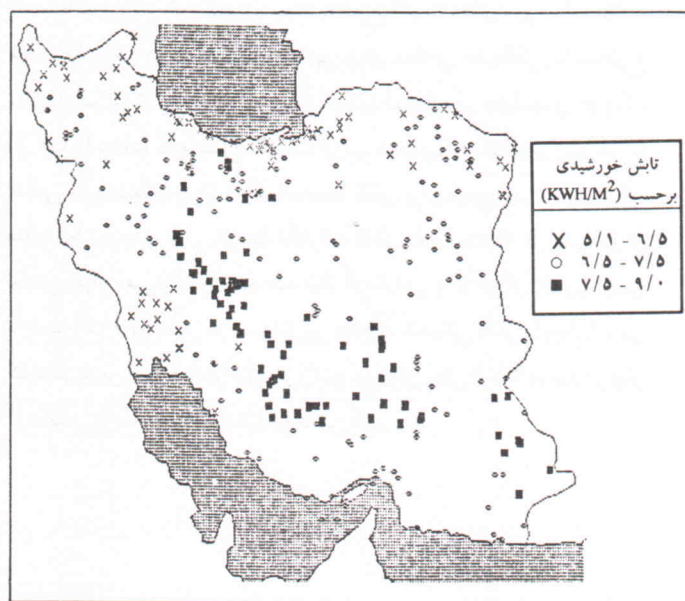 تابش خورشیدی
برحسب (KWH/M²)
× ۵/۱ - ۶/۵
○ ۶/۵ - ۷/۵
■ ۷/۵ - ۹/۰